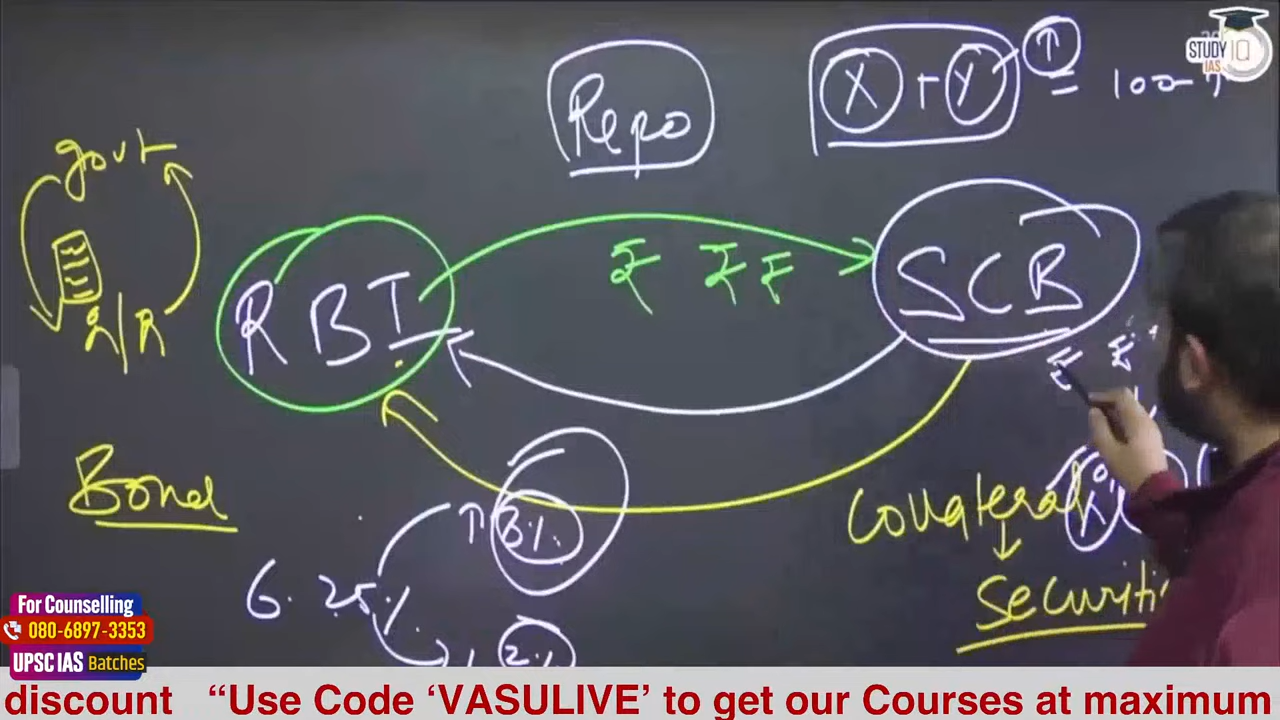 STUDY IQ
IAS
Repo
X + Y ↑
govt
RBI
₹ ₹ ₹
SCB
₹ ₹
Bond
↑ 8%
6.25%
2%
Collateral
↓
Securiti
For Counselling
080-6897-3353
UPSC IAS Batches
discount “Use Code ‘VASULIVE’ to get our Courses at maximum